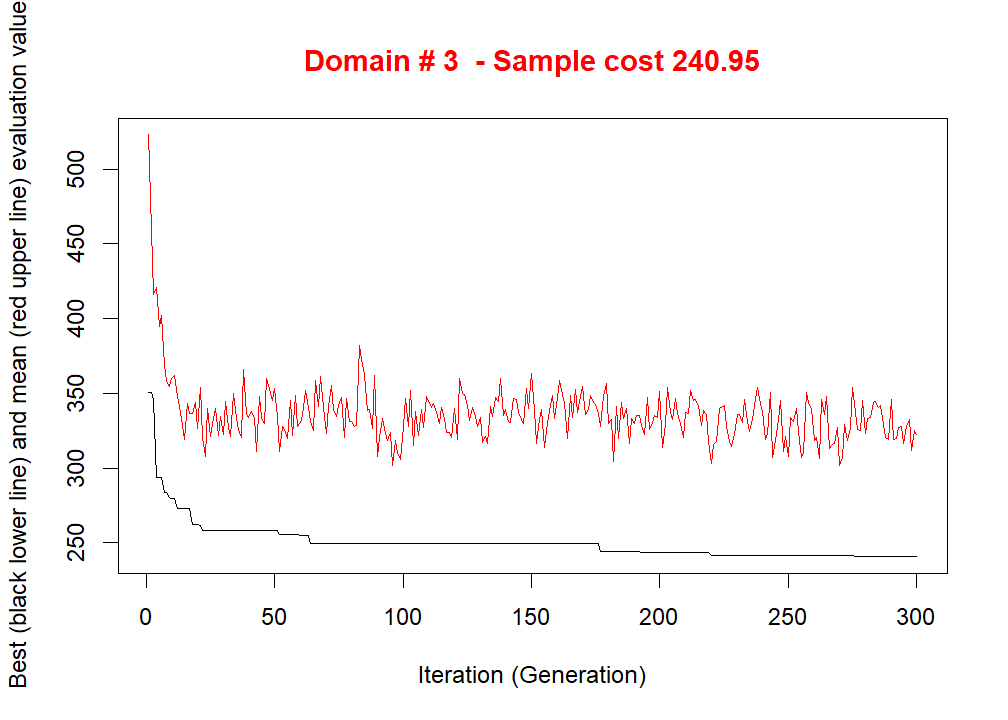 Domain # 3  - Sample cost 240.95
Best (black lower line) and mean (red upper line) evaluation value
500
450
400
350
300
250
0 50 100 150 200 250 300
Iteration (Generation)